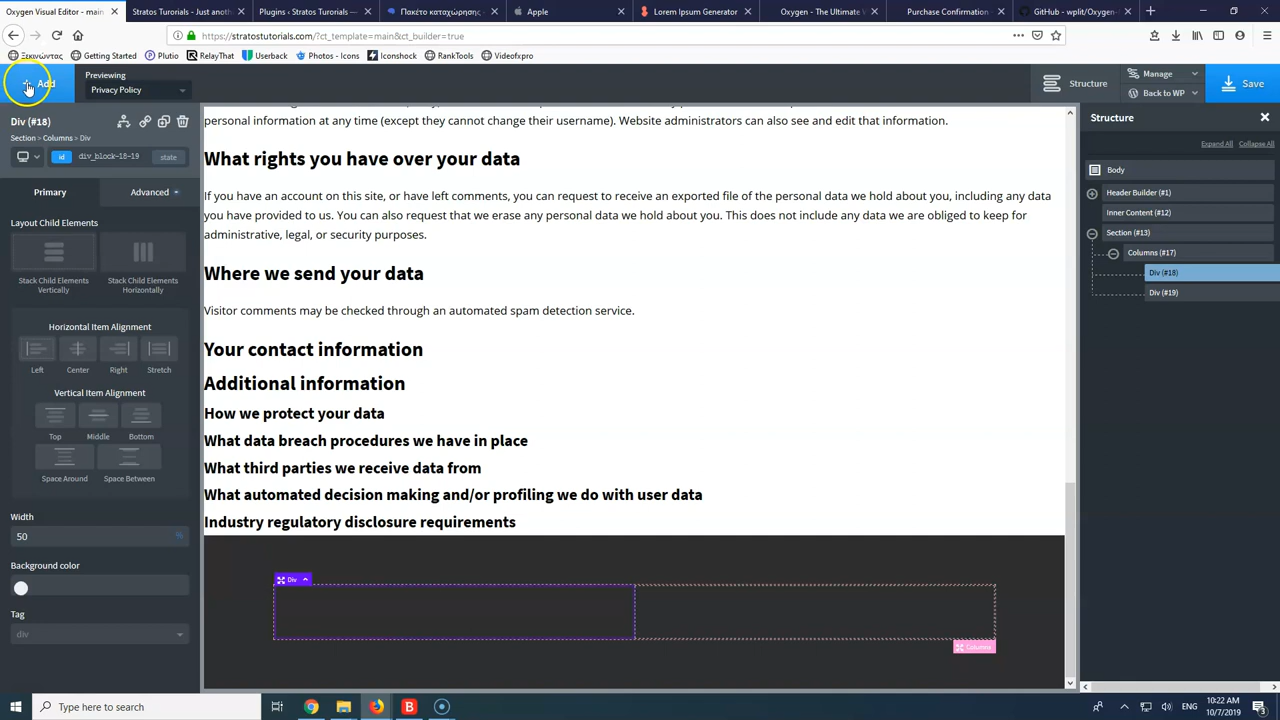 Oxygen Visual Editor - main
Stratos Tutorials - Just anoth
Plugins ‹ Stratos Tutorials —
Πακέτο καταχώρησης -
Apple
Lorem Ipsum Generator
Oxygen - The Ultimate V
Purchase Confirmation
GitHub - wplit/Oxygen-
https://stratostutorials.com/?ct_template=main&ct_builder=true
Ξεκινώντας
Getting Started
Plutio
RelayThat
Userback
Photos - Icons
Iconshock
RankTools
Videofxpro
Add
Previewing
Privacy Policy
Structure
Manage
Back to WP
Save
Div (#18)
Section > Columns > Div
id
div_block-18-19
state
Primary
Advanced
Layout Child Elements
Stack Child Elements
Vertically
Stack Child Elements
Horizontally
Horizontal Item Alignment
Left
Center
Right
Stretch
Vertical Item Alignment
Top
Middle
Bottom
Space Around
Space Between
Width
50
%
Background color
Tag
div
personal information at any time (except they cannot change their username). Website administrators can also see and edit that information.
What rights you have over your data
If you have an account on this site, or have left comments, you can request to receive an exported file of the personal data we hold about you, including any data
you have provided to us. You can also request that we erase any personal data we hold about you. This does not include any data we are obliged to keep for
administrative, legal, or security purposes.
Where we send your data
Visitor comments may be checked through an automated spam detection service.
Your contact information
Additional information
How we protect your data
What data breach procedures we have in place
What third parties we receive data from
What automated decision making and/or profiling we do with user data
Industry regulatory disclosure requirements
Div
Columns
Structure
Expand All
Collapse All
Body
Header Builder (#1)
Inner Content (#12)
Section (#13)
Columns (#17)
Div (#18)
Div (#19)
Type here to search
10:22 AM
10/7/2019
3